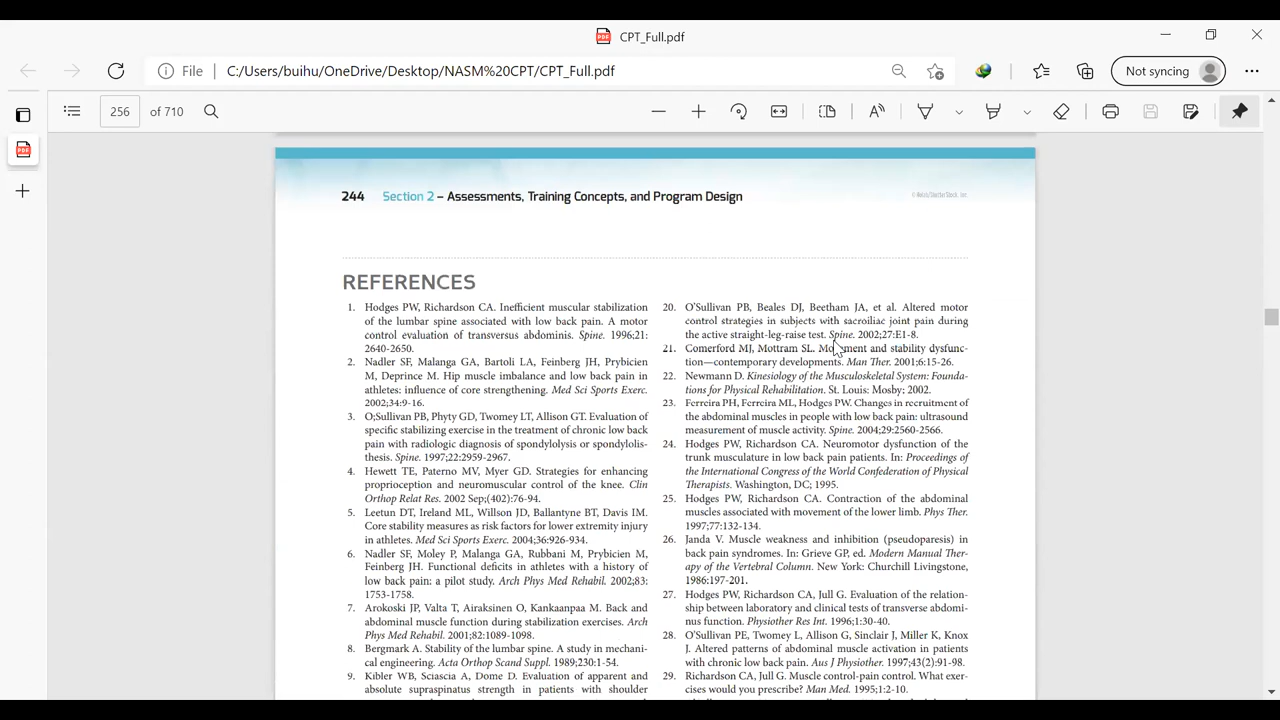 CPT_Full.pdf
File
C:/Users/buihu/OneDrive/Desktop/NASM%20CPT/CPT_Full.pdf
Not syncing
256 of 710
244 Section 2 – Assessments, Training Concepts, and Program Design
REFERENCES
1. Hodges PW, Richardson CA. Inefficient muscular stabilization
of the lumbar spine associated with low back pain. A motor
control evaluation of transversus abdominis. Spine. 1996;21:
2640-2650.
2. Nadler SF, Malanga GA, Bartoli LA, Feinberg JH, Prybicien
M, Deprince M. Hip muscle imbalance and low back pain in
athletes: influence of core strengthening. Med Sci Sports Exerc.
2002;34:9-16.
3. O;Sullivan PB, Phyty GD, Twomey LT, Allison GT. Evaluation of
specific stabilizing exercise in the treatment of chronic low back
pain with radiologic diagnosis of spondylolysis or spondylolis-
thesis. Spine. 1997;22:2959-2967.
4. Hewett TE, Paterno MV, Myer GD. Strategies for enhancing
proprioception and neuromuscular control of the knee. Clin
Orthop Relat Res. 2002 Sep;(402):76-94.
5. Leetun DT, Ireland ML, Willson JD, Ballantyne BT, Davis IM.
Core stability measures as risk factors for lower extremity injury
in athletes. Med Sci Sports Exerc. 2004;36:926-934.
6. Nadler SF, Moley P, Malanga GA, Rubbani M, Prybicien M,
Feinberg JH. Functional deficits in athletes with a history of
low back pain: a pilot study. Arch Phys Med Rehabil. 2002;83:
1753-1758.
7. Arokoski JP, Valta T, Airaksinen O, Kankaanpaa M. Back and
abdominal muscle function during stabilization exercises. Arch
Phys Med Rehabil. 2001;82:1089-1098.
8. Bergmark A. Stability of the lumbar spine. A study in mechani-
cal engineering. Acta Orthop Scand Suppl. 1989;230:1-54.
9. Kibler WB, Sciascia A, Dome D. Evaluation of apparent and
absolute supraspinatus strength in patients with shoulder
20. O'Sullivan PB, Beales DJ, Beetham JA, et al. Altered motor
control strategies in subjects with sacroiliac joint pain during
the active straight-leg-raise test. Spine. 2002;27:E1-8.
21. Comerford MJ, Mottram SL. Movement and stability dysfunc-
tion—contemporary developments. Man Ther. 2001;6:15-26.
22. Newmann D. Kinesiology of the Musculoskeletal System: Founda-
tions for Physical Rehabilitation. St. Louis: Mosby; 2002.
23. Ferreira PH, Ferreira ML, Hodges PW. Changes in recruitment of
the abdominal muscles in people with low back pain: ultrasound
measurement of muscle activity. Spine. 2004;29:2560-2566.
24. Hodges PW, Richardson CA. Neuromotor dysfunction of the
trunk musculature in low back pain patients. In: Proceedings of
the International Congress of the World Confederation of Physical
Therapists. Washington, DC; 1995.
25. Hodges PW, Richardson CA. Contraction of the abdominal
muscles associated with movement of the lower limb. Phys Ther.
1997;77:132-134.
26. Janda V. Muscle weakness and inhibition (pseudoparesis) in
back pain syndromes. In: Grieve GP, ed. Modern Manual Ther-
apy of the Vertebral Column. New York: Churchill Livingstone,
1986:197-201.
27. Hodges PW, Richardson CA, Jull G. Evaluation of the relation-
ship between laboratory and clinical tests of transverse abdomi-
nus function. Physiother Res Int. 1996;1:30-40.
28. O'Sullivan PE, Twomey L, Allison G, Sinclair J, Miller K, Knox
J. Altered patterns of abdominal muscle activation in patients
with chronic low back pain. Aus J Physiother. 1997;43(2):91-98.
29. Richardson CA, Jull G. Muscle control-pain control. What exer-
cises would you prescribe? Man Med. 1995;1:2-10.